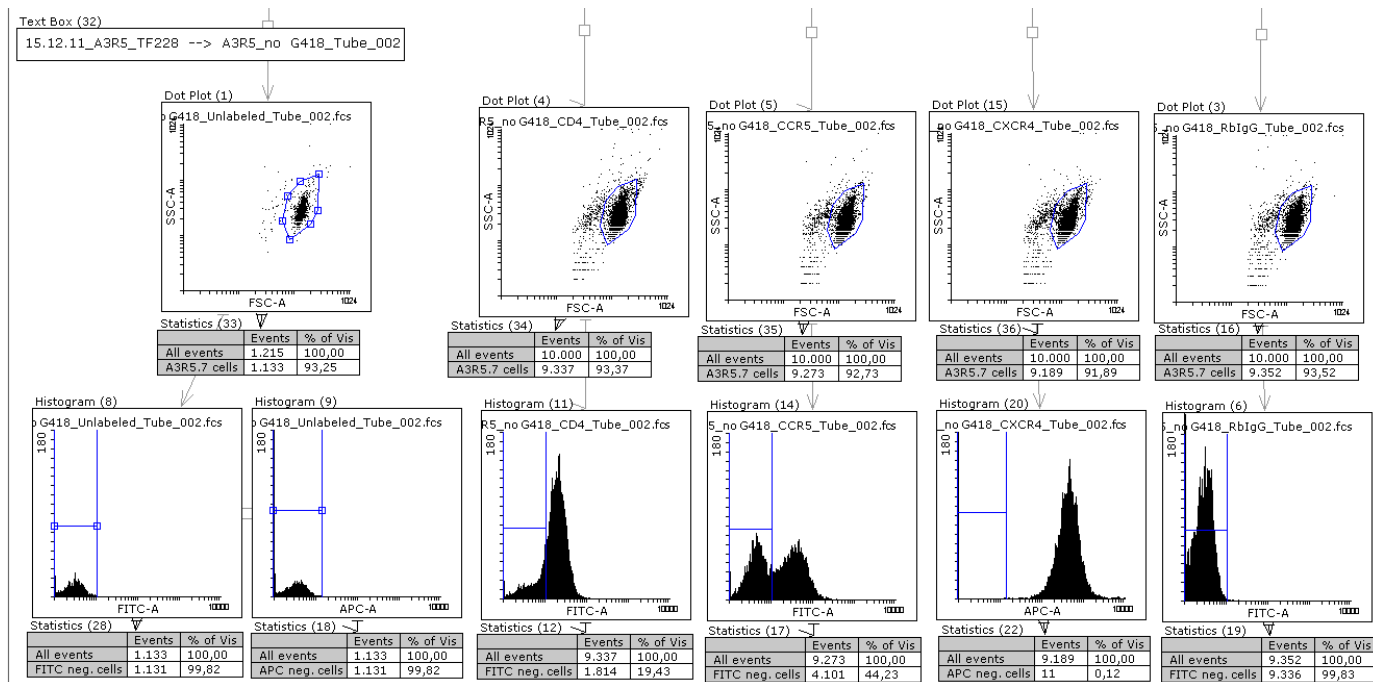 Text Box (32)
15.12.11_A3R5_TF228 --> A3R5_no G418_Tube_002
Dot Plot (1)
G418_Unlabeled_Tube_002.fcs
1024
SSC-A
FSC-A
1024
Statistics (33)
Events % of Vis
All events 1.215 100,00
A3R5.7 cells 1.133 93,25
Dot Plot (4)
R5_no G418_CD4_Tube_002.fcs
1024
SSC-A
FSC-A
1024
Statistics (34)
Events % of Vis
All events 10.000 100,00
A3R5.7 cells 9.337 93,37
Dot Plot (5)
5_no G418_CCR5_Tube_002.fcs
1024
SSC-A
FSC-A
1024
Statistics (35)
Events % of Vis
All events 10.000 100,00
A3R5.7 cells 9.273 92,73
Dot Plot (15)
_no G418_CXCR4_Tube_002.fcs
1024
SSC-A
FSC-A
1024
Statistics (36)
Events % of Vis
All events 10.000 100,00
A3R5.7 cells 9.189 91,89
Dot Plot (3)
5_no G418_RbIgG_Tube_002.fcs
1024
SSC-A
FSC-A
1024
Statistics (16)
Events % of Vis
All events 10.000 100,00
A3R5.7 cells 9.352 93,52
Histogram (8)
G418_Unlabeled_Tube_002.fcs
180
FITC-A
10000
Statistics (28)
Events % of Vis
All events 1.133 100,00
FITC neg. cells 1.131 99,82
Histogram (9)
G418_Unlabeled_Tube_002.fcs
180
APC-A
10000
Statistics (18)
Events % of Vis
All events 1.133 100,00
APC neg. cells 1.131 99,82
Histogram (11)
R5_no G418_CD4_Tube_002.fcs
180
FITC-A
10000
Statistics (12)
Events % of Vis
All events 9.337 100,00
FITC neg. cells 1.814 19,43
Histogram (14)
5_no G418_CCR5_Tube_002.fcs
180
FITC-A
10000
Statistics (17)
Events % of Vis
All events 9.273 100,00
FITC neg. cells 4.101 44,23
Histogram (20)
_no G418_CXCR4_Tube_002.fcs
180
APC-A
10000
Statistics (22)
Events % of Vis
All events 9.189 100,00
APC neg. cells 11 0,12
Histogram (6)
5_no G418_RbIgG_Tube_002.fcs
180
FITC-A
10000
Statistics (19)
Events % of Vis
All events 9.352 100,00
FITC neg. cells 9.336 99,83